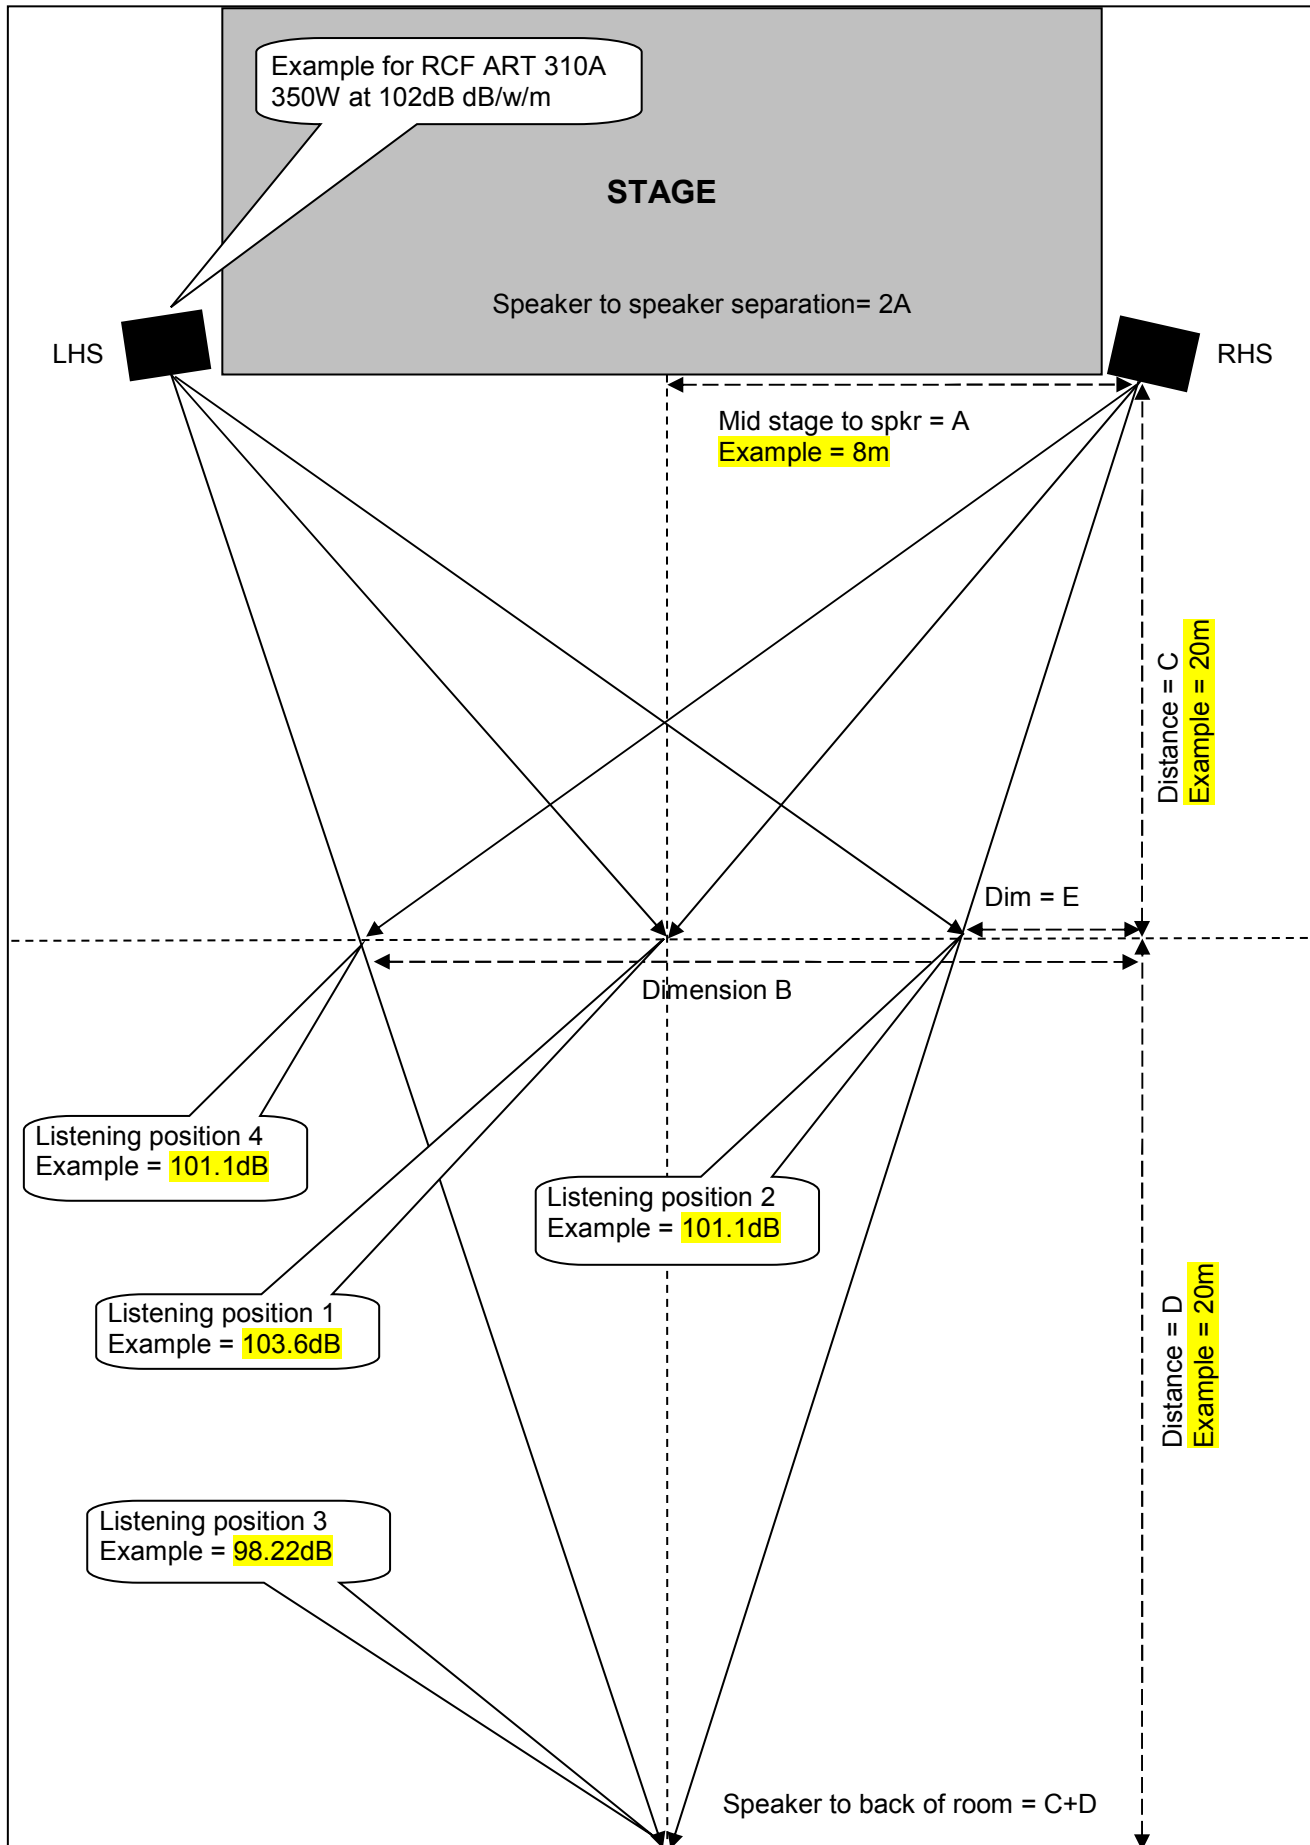 Example for RCF ART 310A
350W at 102dB dB/w/m
STAGE
Speaker to speaker separation= 2A
LHS
RHS
Mid stage to spkr = A
Example = 8m
Distance = C
Example = 20m
Dim = E
Dimension B
Listening position 4
Example = 101.1dB
Listening position 2
Example = 101.1dB
Listening position 1
Example = 103.6dB
Distance = D
Example = 20m
Listening position 3
Example = 98.22dB
Speaker to back of room = C+D